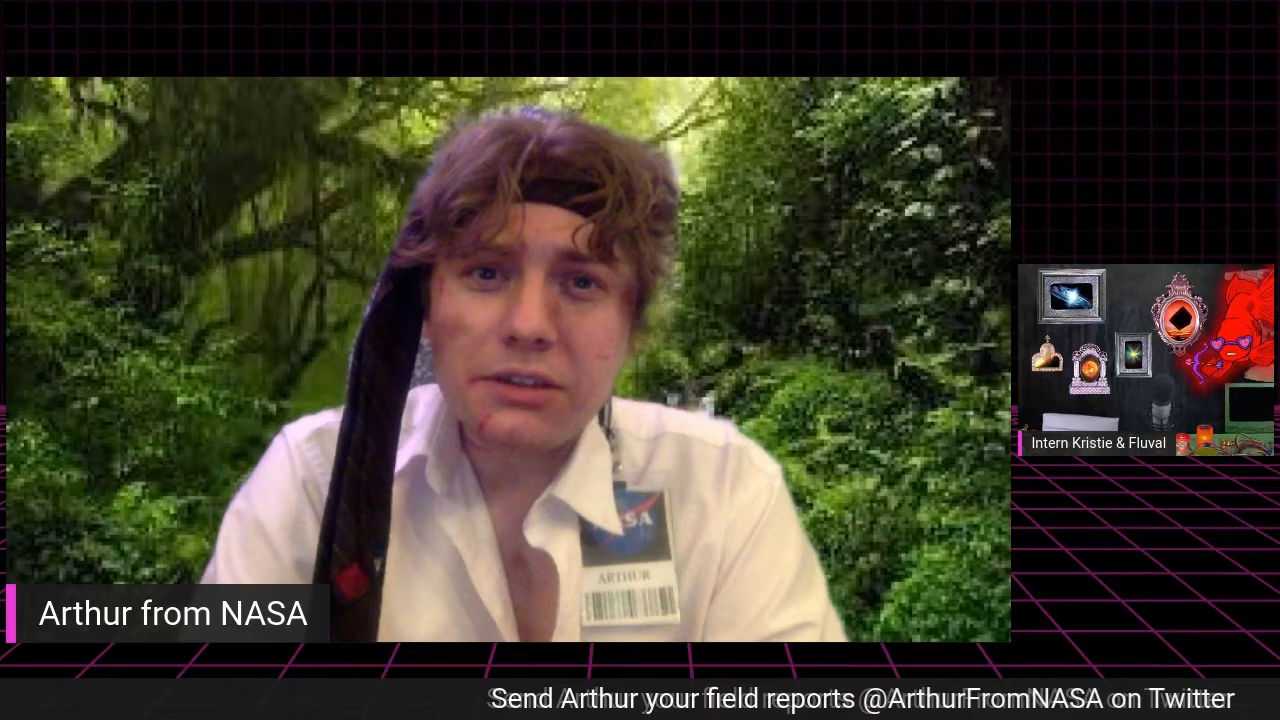 NASA
ARTHUR
Arthur from NASA
Intern Kristie & Fluval
Send Arthur your field reports @ArthurFromNASA on Twitter